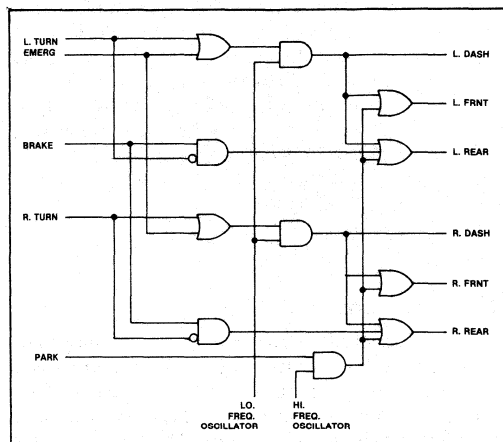 L. TURN
EMERG
L. DASH
L. FRNT
BRAKE
L. REAR
R. TURN
R. DASH
R. FRNT
R. REAR
PARK
LO.
FREQ.
OSCILLATOR
HI.
FREQ.
OSCILLATOR